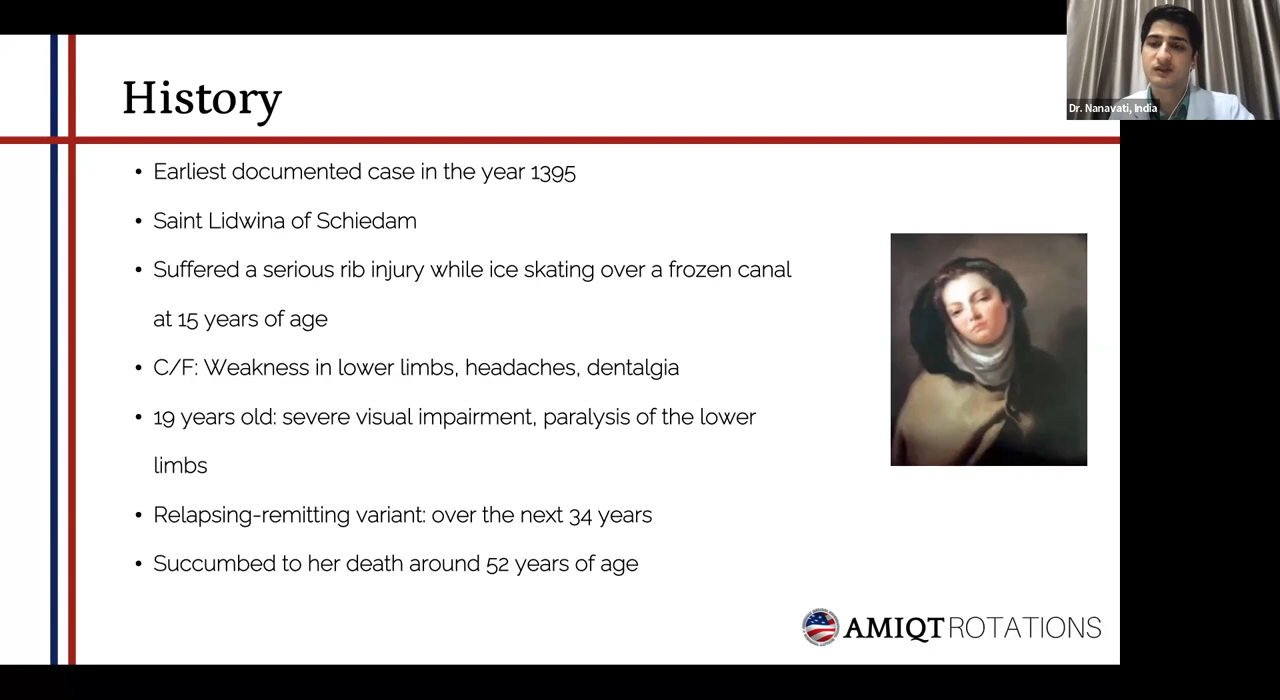 Dr. Nanavati, India
History
• Earliest documented case in the year 1395
• Saint Lidwina of Schiedam
• Suffered a serious rib injury while ice skating over a frozen canal
at 15 years of age
• C/F: Weakness in lower limbs, headaches, dentalgia
• 19 years old: severe visual impairment, paralysis of the lower
limbs
• Relapsing-remitting variant: over the next 34 years
• Succumbed to her death around 52 years of age
AMIQT ROTATIONS